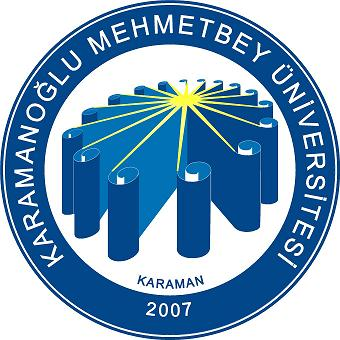 KARAMANOĞLU MEHMETBEY ÜNİVERSİTESİ
KARAMAN
2007